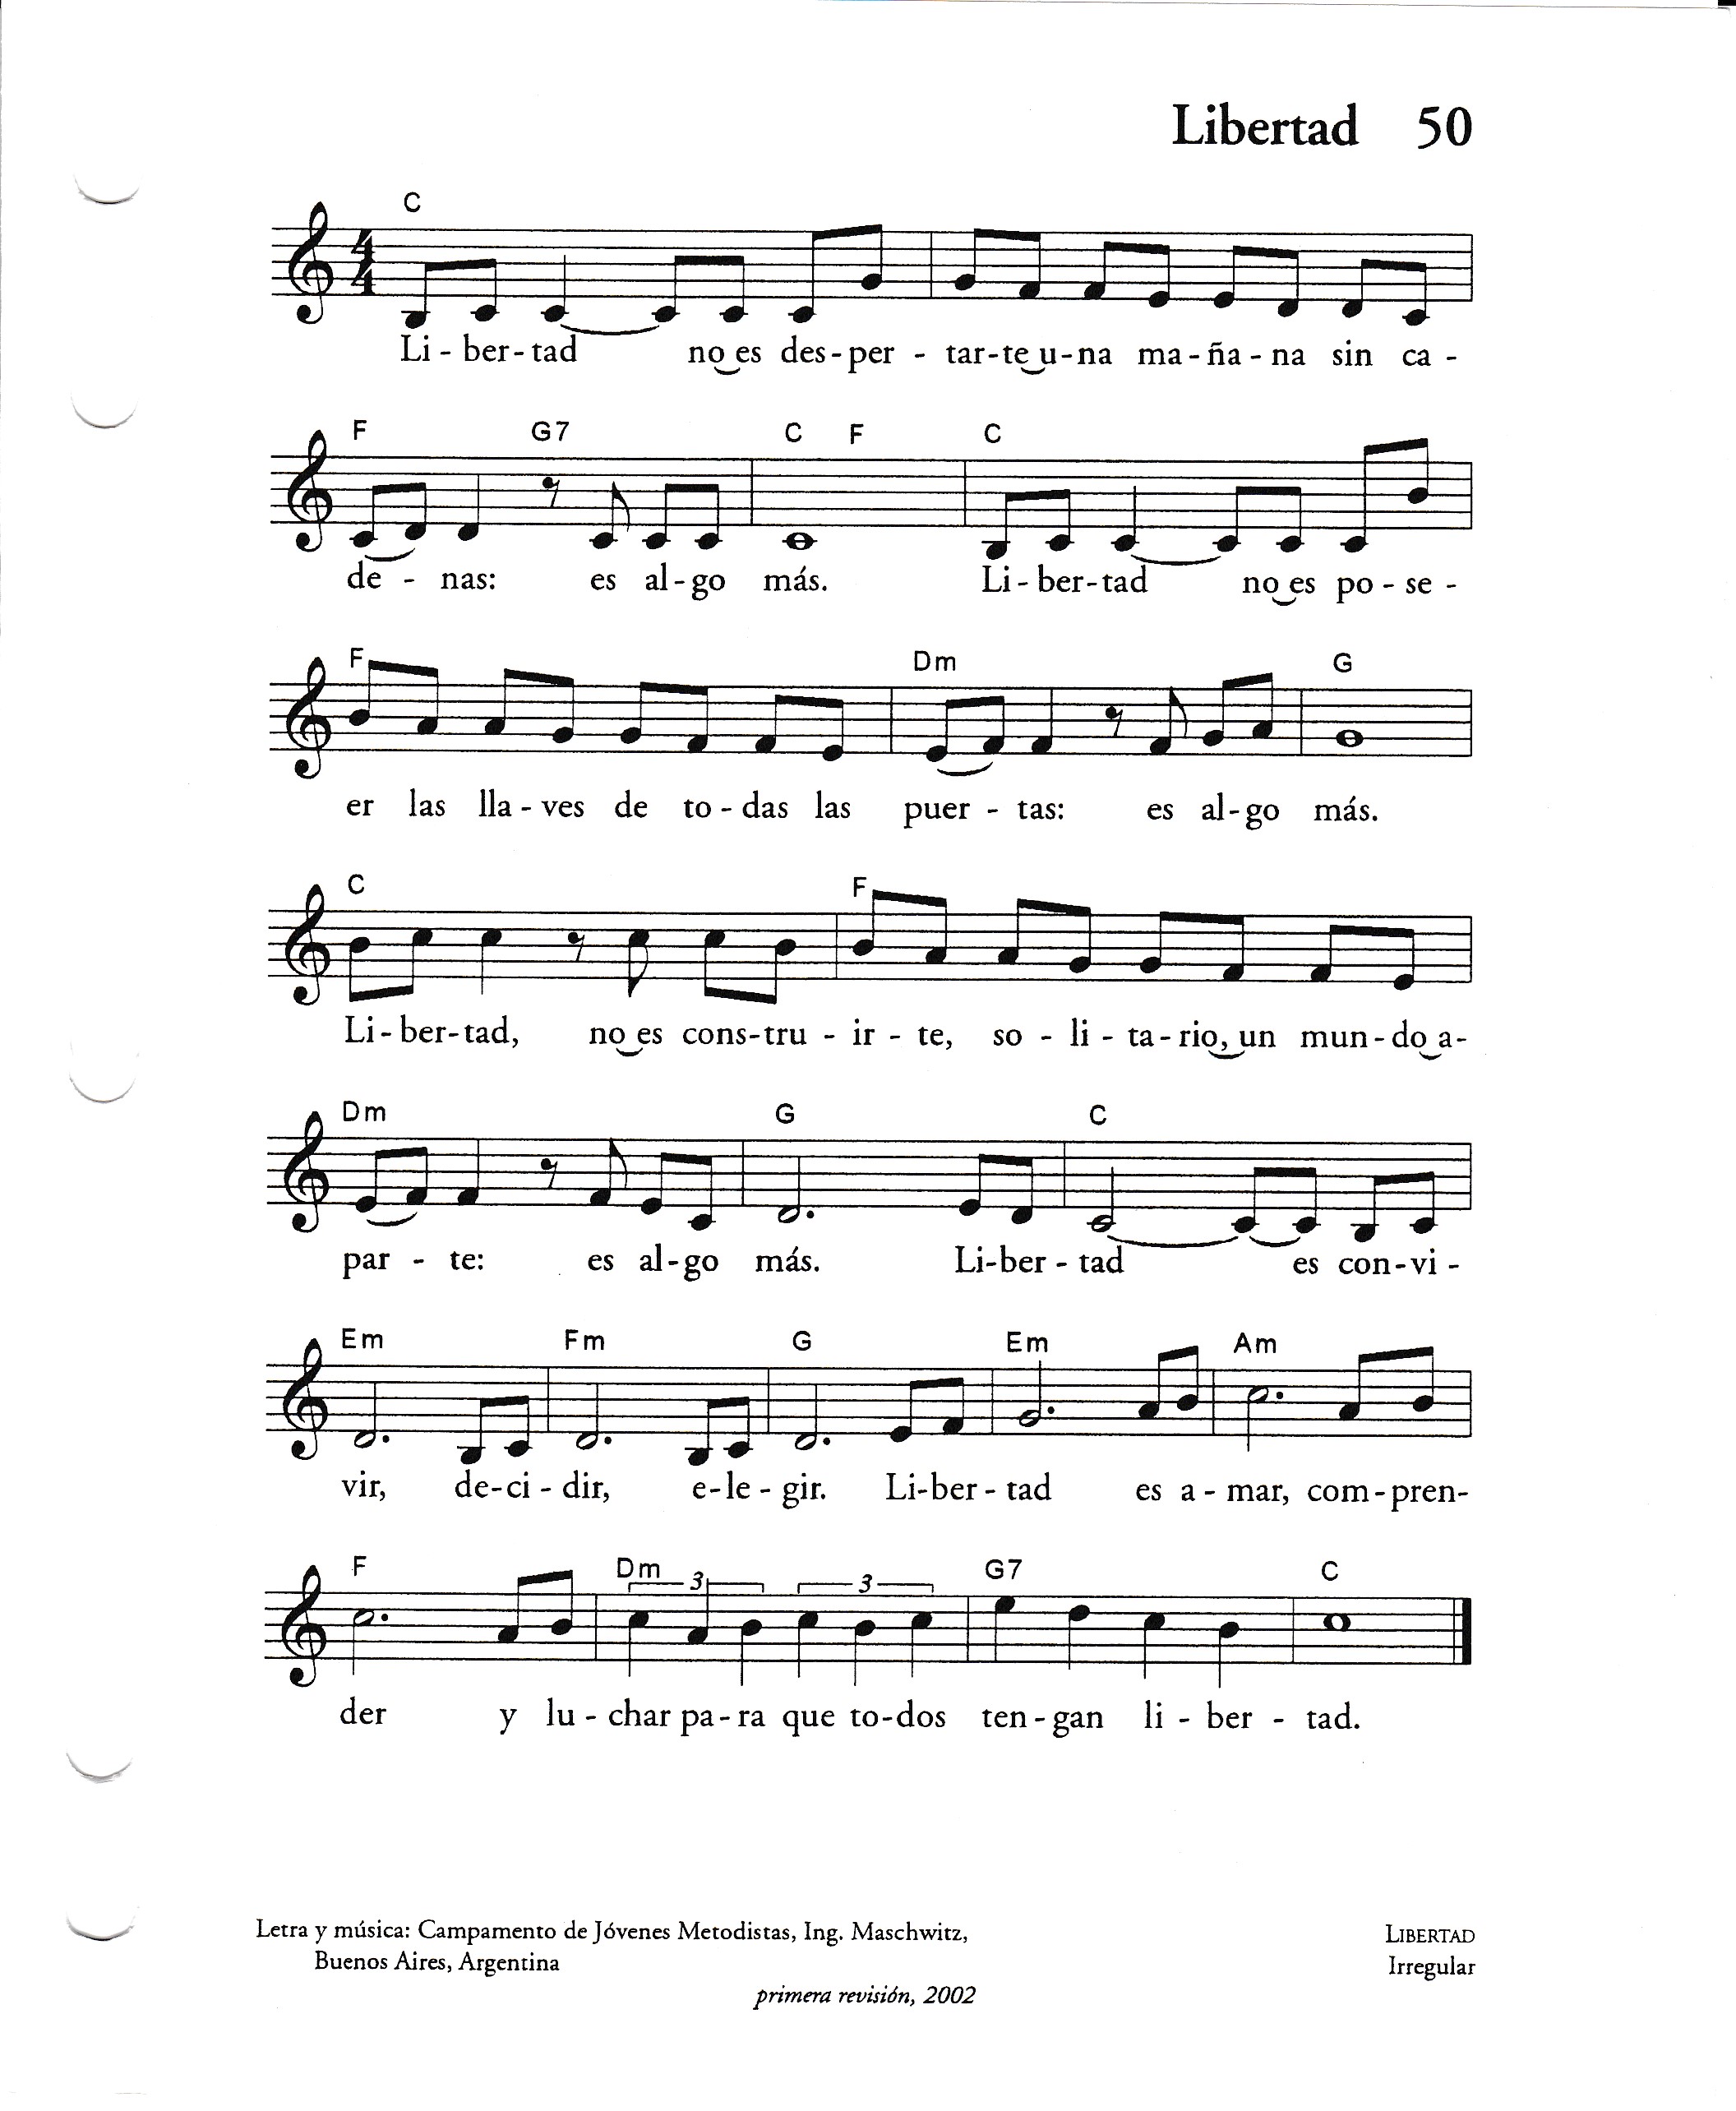 Libertad 50
C
4
4
Li - ber - tad no es des - per - tar - te u - na ma - ña - na sin ca -
F G7 C F C
de - nas: es al - go más. Li - ber - tad no es po - se -
F Dm G
er las lla - ves de to - das las puer - tas: es al - go más.
C F
Li - ber - tad, no es cons - tru - ir - te, so - li - ta - rio, un mun - do a -
Dm G C
par - te: es al - go más. Li - ber - tad es con - vi -
Em Fm G Em Am
vir, de - ci - dir, e - le - gir. Li - ber - tad es a - mar, com - pren -
F Dm 3 3 G7 C
der y lu - char pa - ra que to - dos ten - gan li - ber - tad.
Letra y música: Campamento de Jóvenes Metodistas, Ing. Maschwitz,
Buenos Aires, Argentina
LIBERTAD
Irregular
primera revisión, 2002